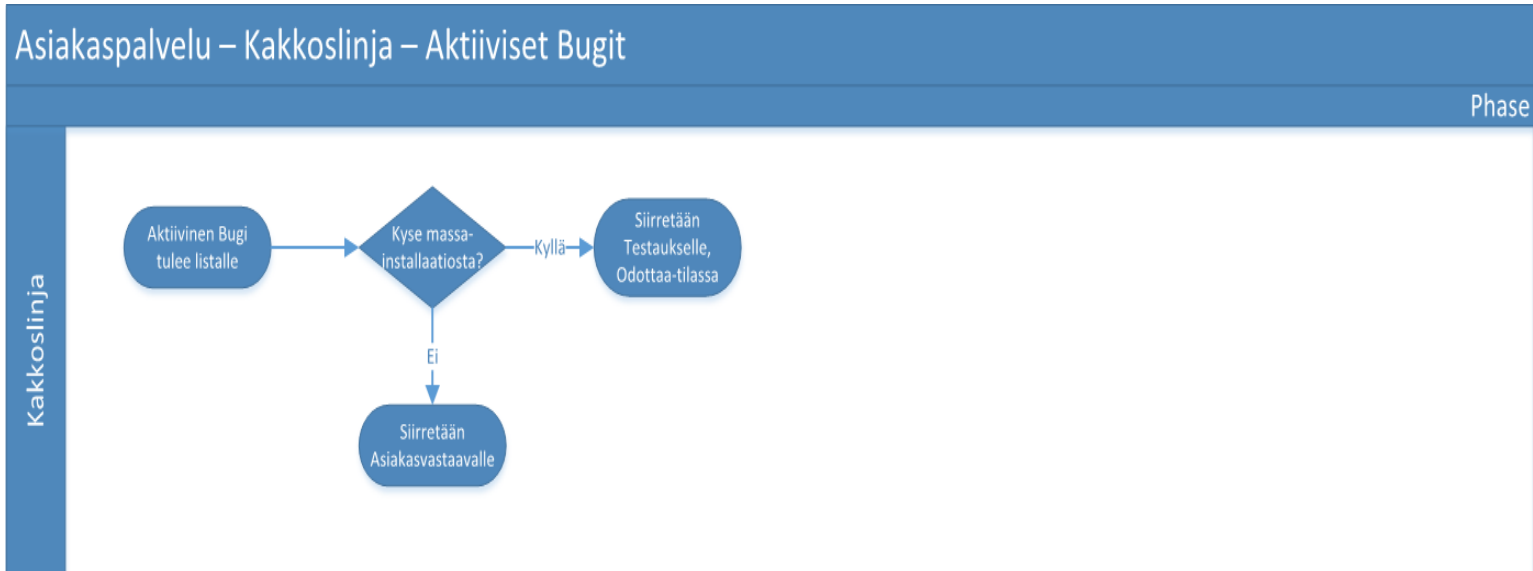 Asiakaspalvelu – Kakkoslinja – Aktiiviset Bugit
Phase
Kakkoslinja
Aktiivinen Bugi
tulee listalle
Kyse massa-
installaatiosta?
Kyllä
Siirretään
Testaukselle,
Odottaa-tilassa
Ei
Siirretään
Asiakasvastaavalle